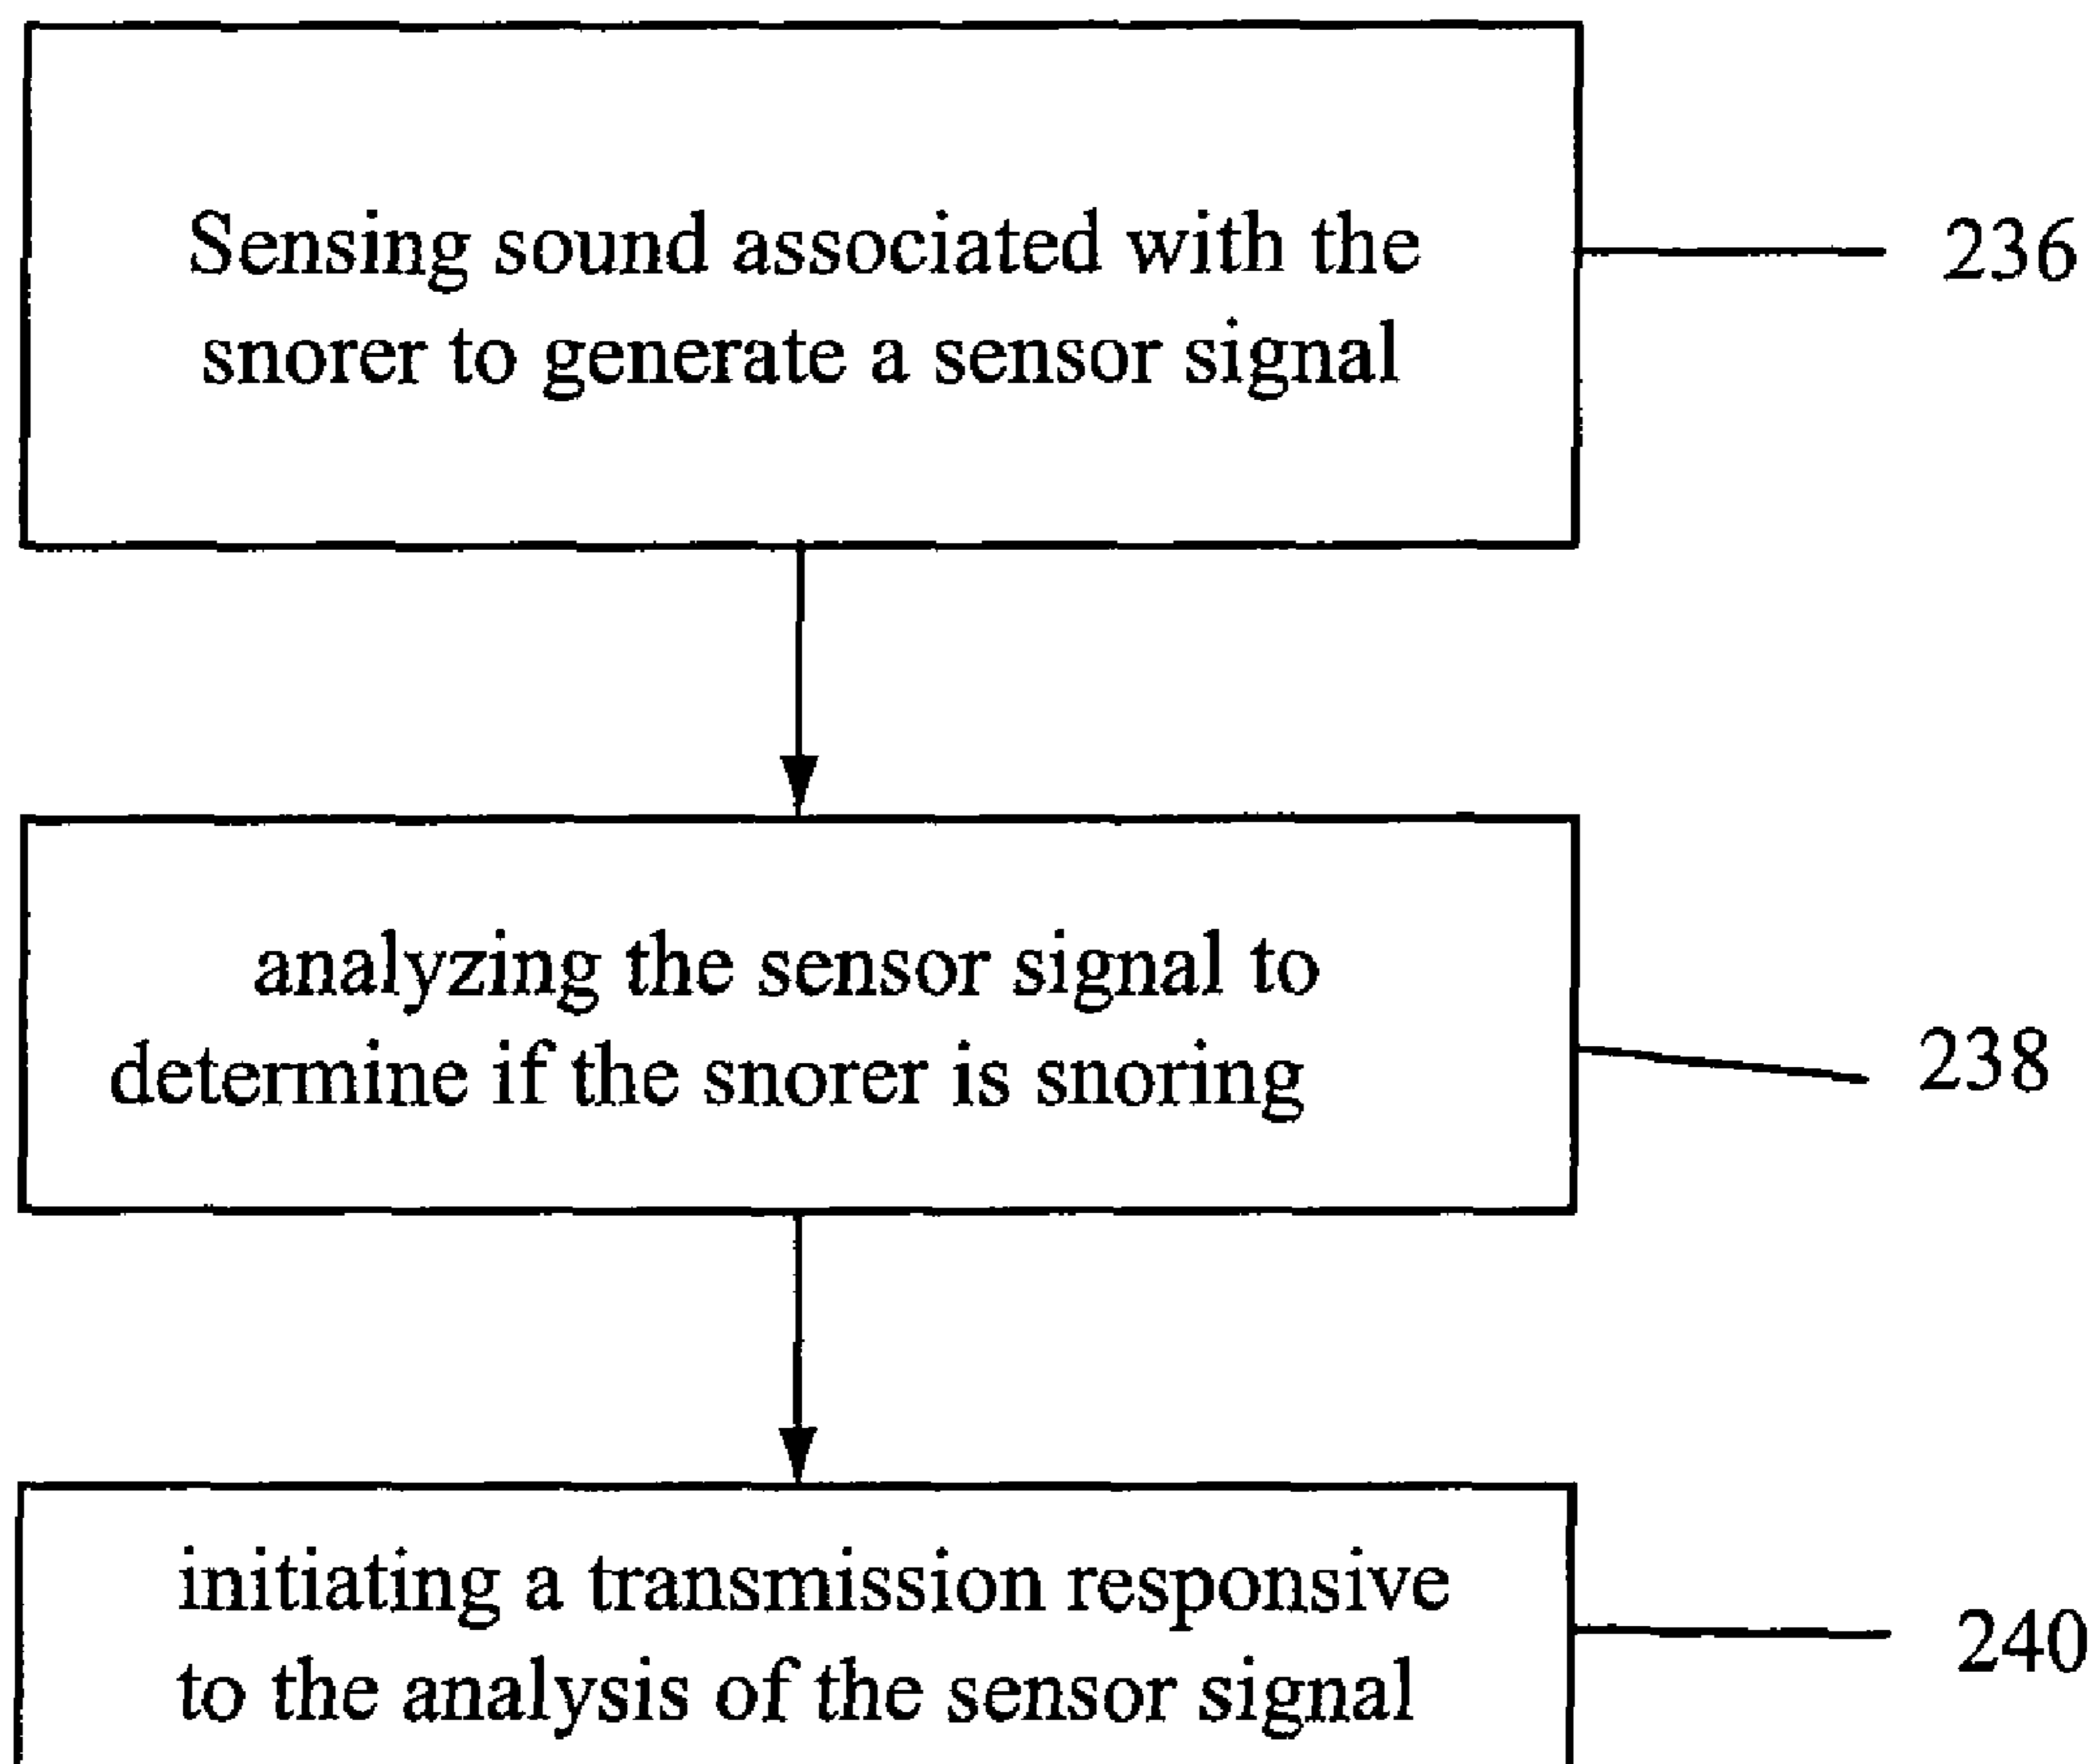 Sensing sound associated with the
snorer to generate a sensor signal
236
analyzing the sensor signal to
determine if the snorer is snoring
238
initiating a transmission responsive
to the analysis of the sensor signal
240